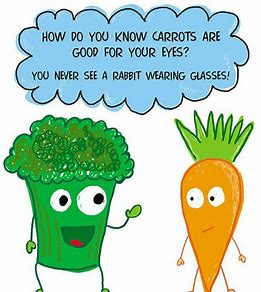 HOW DO YOU KNOW CARROTS ARE
GOOD FOR YOUR EYES?
YOU NEVER SEE A RABBIT WEARING GLASSES!